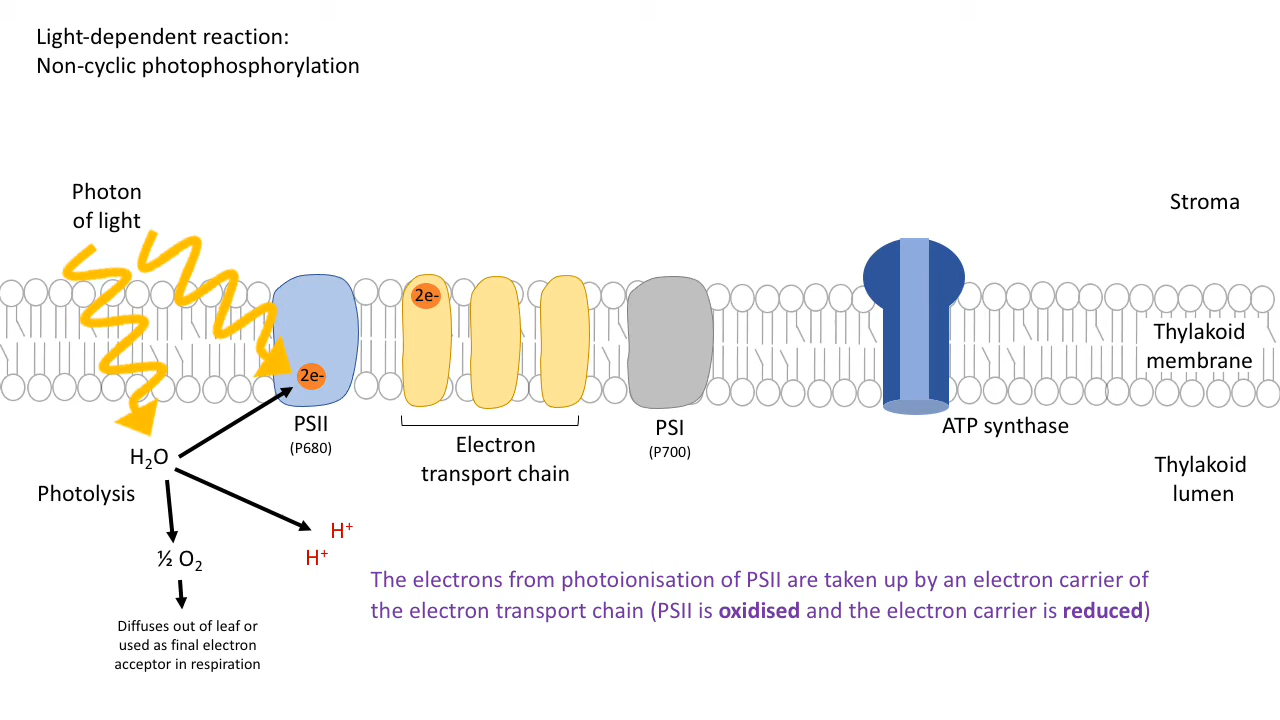 Light-dependent reaction:
Non-cyclic photophosphorylation
Photon
of light
Stroma
2e-
Thylakoid
membrane
2e-
PSII
(P680)
Electron
transport chain
PSI
(P700)
ATP synthase
H₂O
Photolysis
Thylakoid
lumen
H⁺
H⁺
½ O₂
The electrons from photoionisation of PSII are taken up by an electron carrier of
the electron transport chain (PSII is oxidised and the electron carrier is reduced)
Diffuses out of leaf or
used as final electron
acceptor in respiration